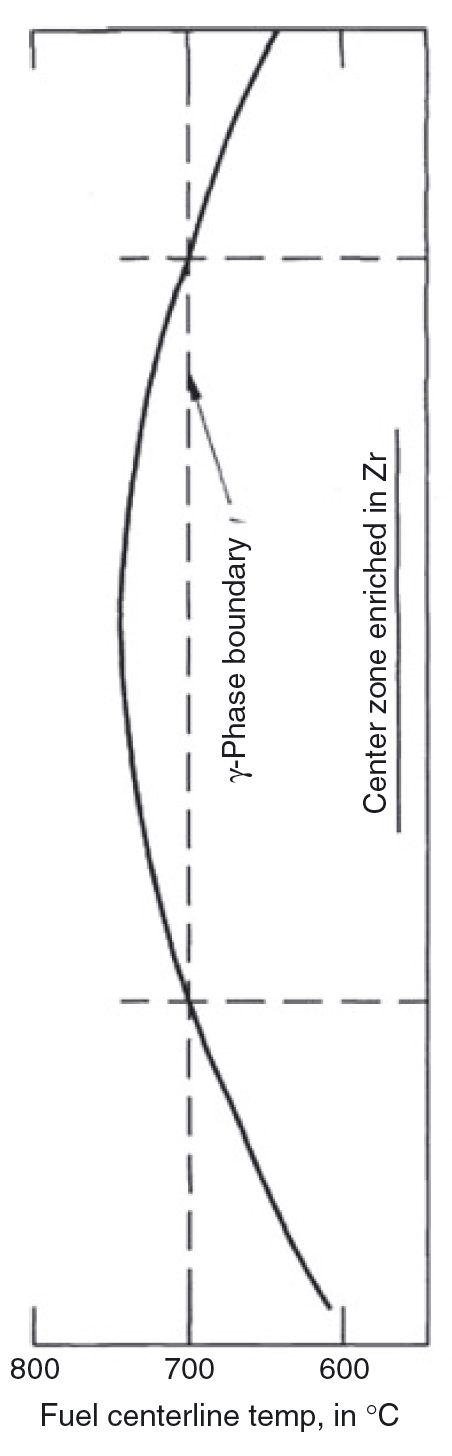 γ-Phase boundary
Center zone enriched in Zr
800 700 600
Fuel centerline temp, in °C